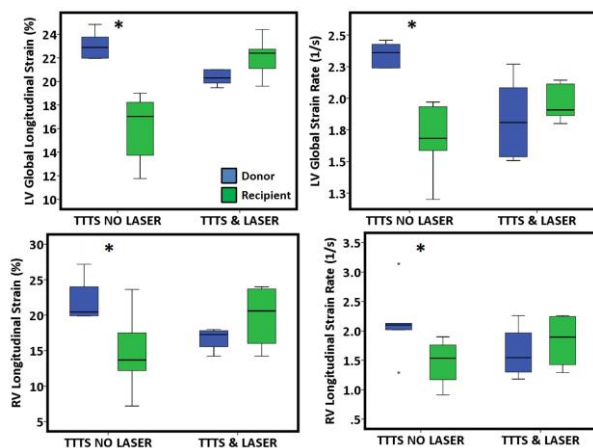 LV Global Longitudinal Strain (%)
24
22
20
18
16
14
12
10
*
Donor
Recipient
TTTS NO LASER
TTTS & LASER
LV Global Strain Rate (1/s)
2.5
2.3
2.0
1.8
1.5
1.3
*
TTTS NO LASER
TTTS & LASER
RV Longitudinal Strain (%)
30
25
20
15
10
5
*
TTTS NO LASER
TTTS & LASER
RV Longitudinal Strain Rate (1/s)
3.5
3.0
2.5
2.0
1.5
1.0
.5
*
TTTS NO LASER
TTTS & LASER